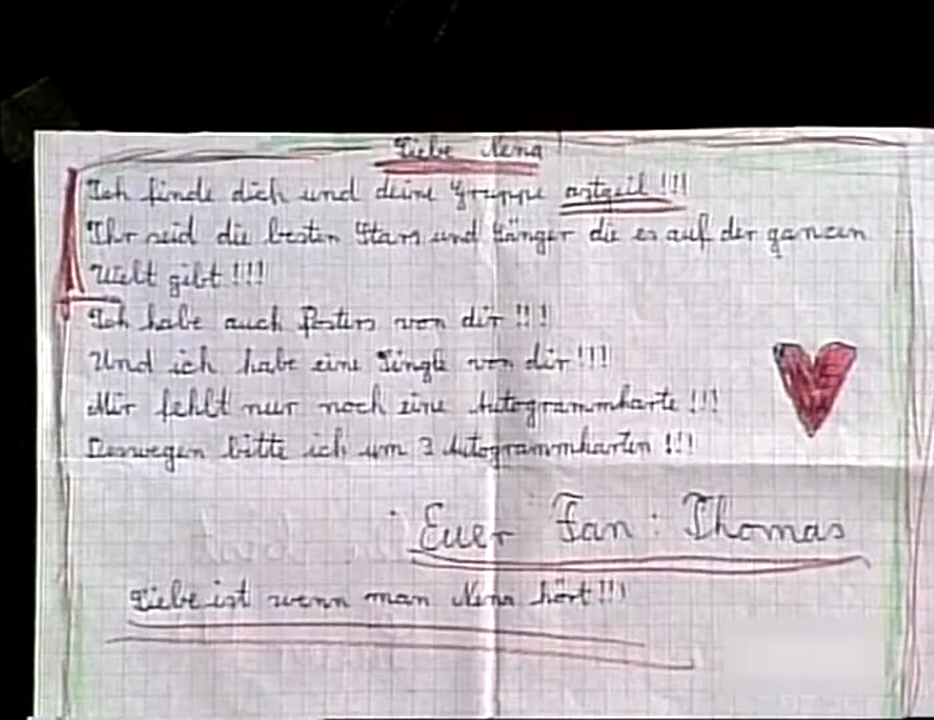 Liebe Nena
Ich finde dich und deine Gruppe astgeil!!!
Ihr seid die besten Stars und Sänger die es auf der ganzen
Welt gibt!!!
Ich habe auch Posters von dir!!!
Und ich habe eine Single von dir!!!
Mir fehlt nur noch eine Autogrammkarte!!!
Deswegen bitte ich um 3 Autogrammkarten!!!
Euer Fan: Thomas
Liebe ist wenn man Nena hört!!!